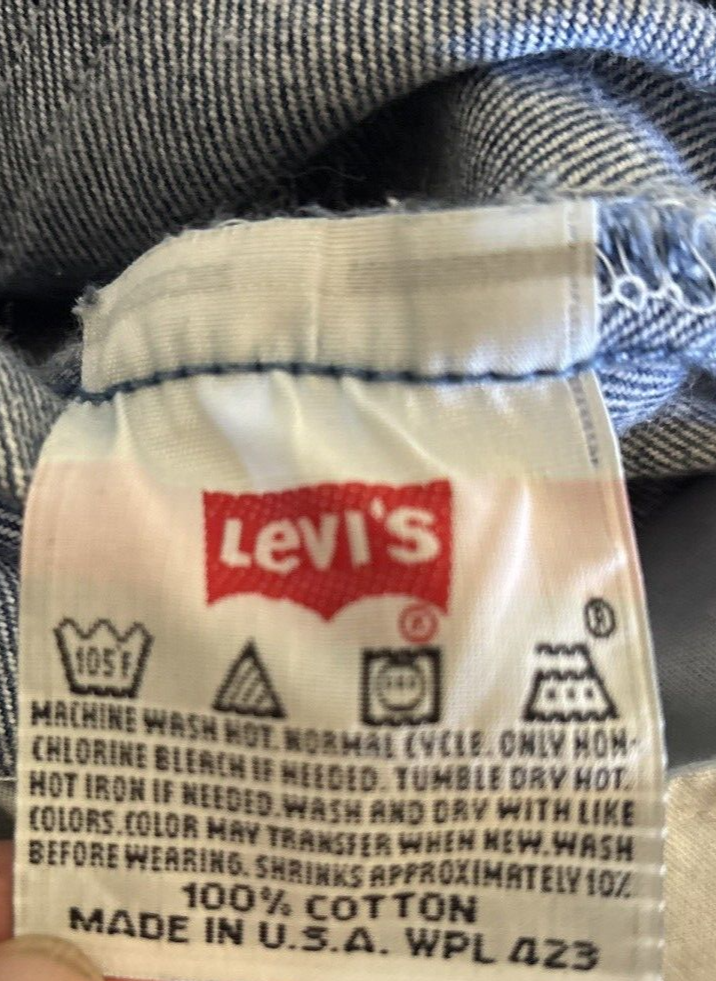 LEVI'S
®
®
105°F
MACHINE WASH HOT. NORMAL CYCLE. ONLY NON-
CHLORINE BLEACH IF NEEDED. TUMBLE DRY HOT.
HOT IRON IF NEEDED.WASH AND DRY WITH LIKE
COLORS.COLOR MAY TRANSFER WHEN NEW.WASH
BEFORE WEARING. SHRINKS APPROXIMATELY 10%
100% COTTON
MADE IN U.S.A. WPL 423